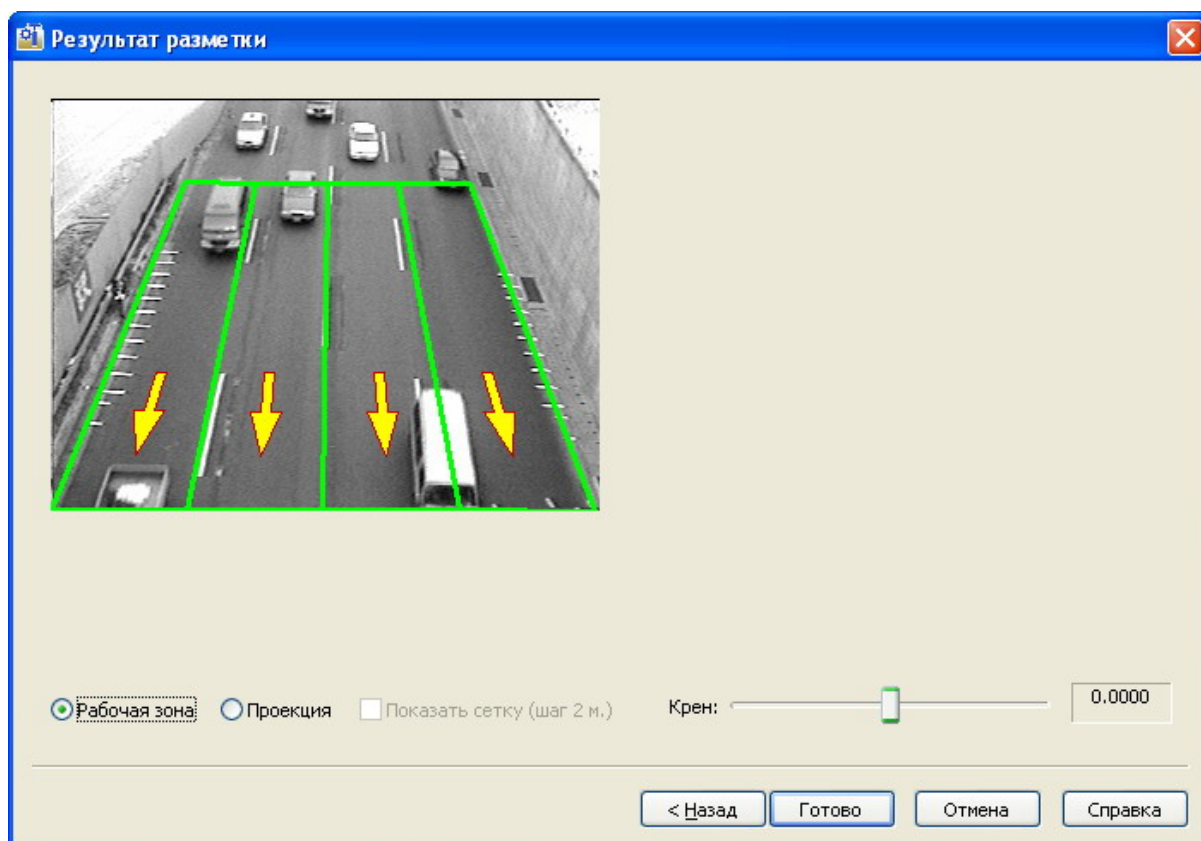 Результат разметки
Рабочая зона
Проекция
Показать сетку (шаг 2 м.)
Крен:
0.0000
< Назад
Готово
Отмена
Справка